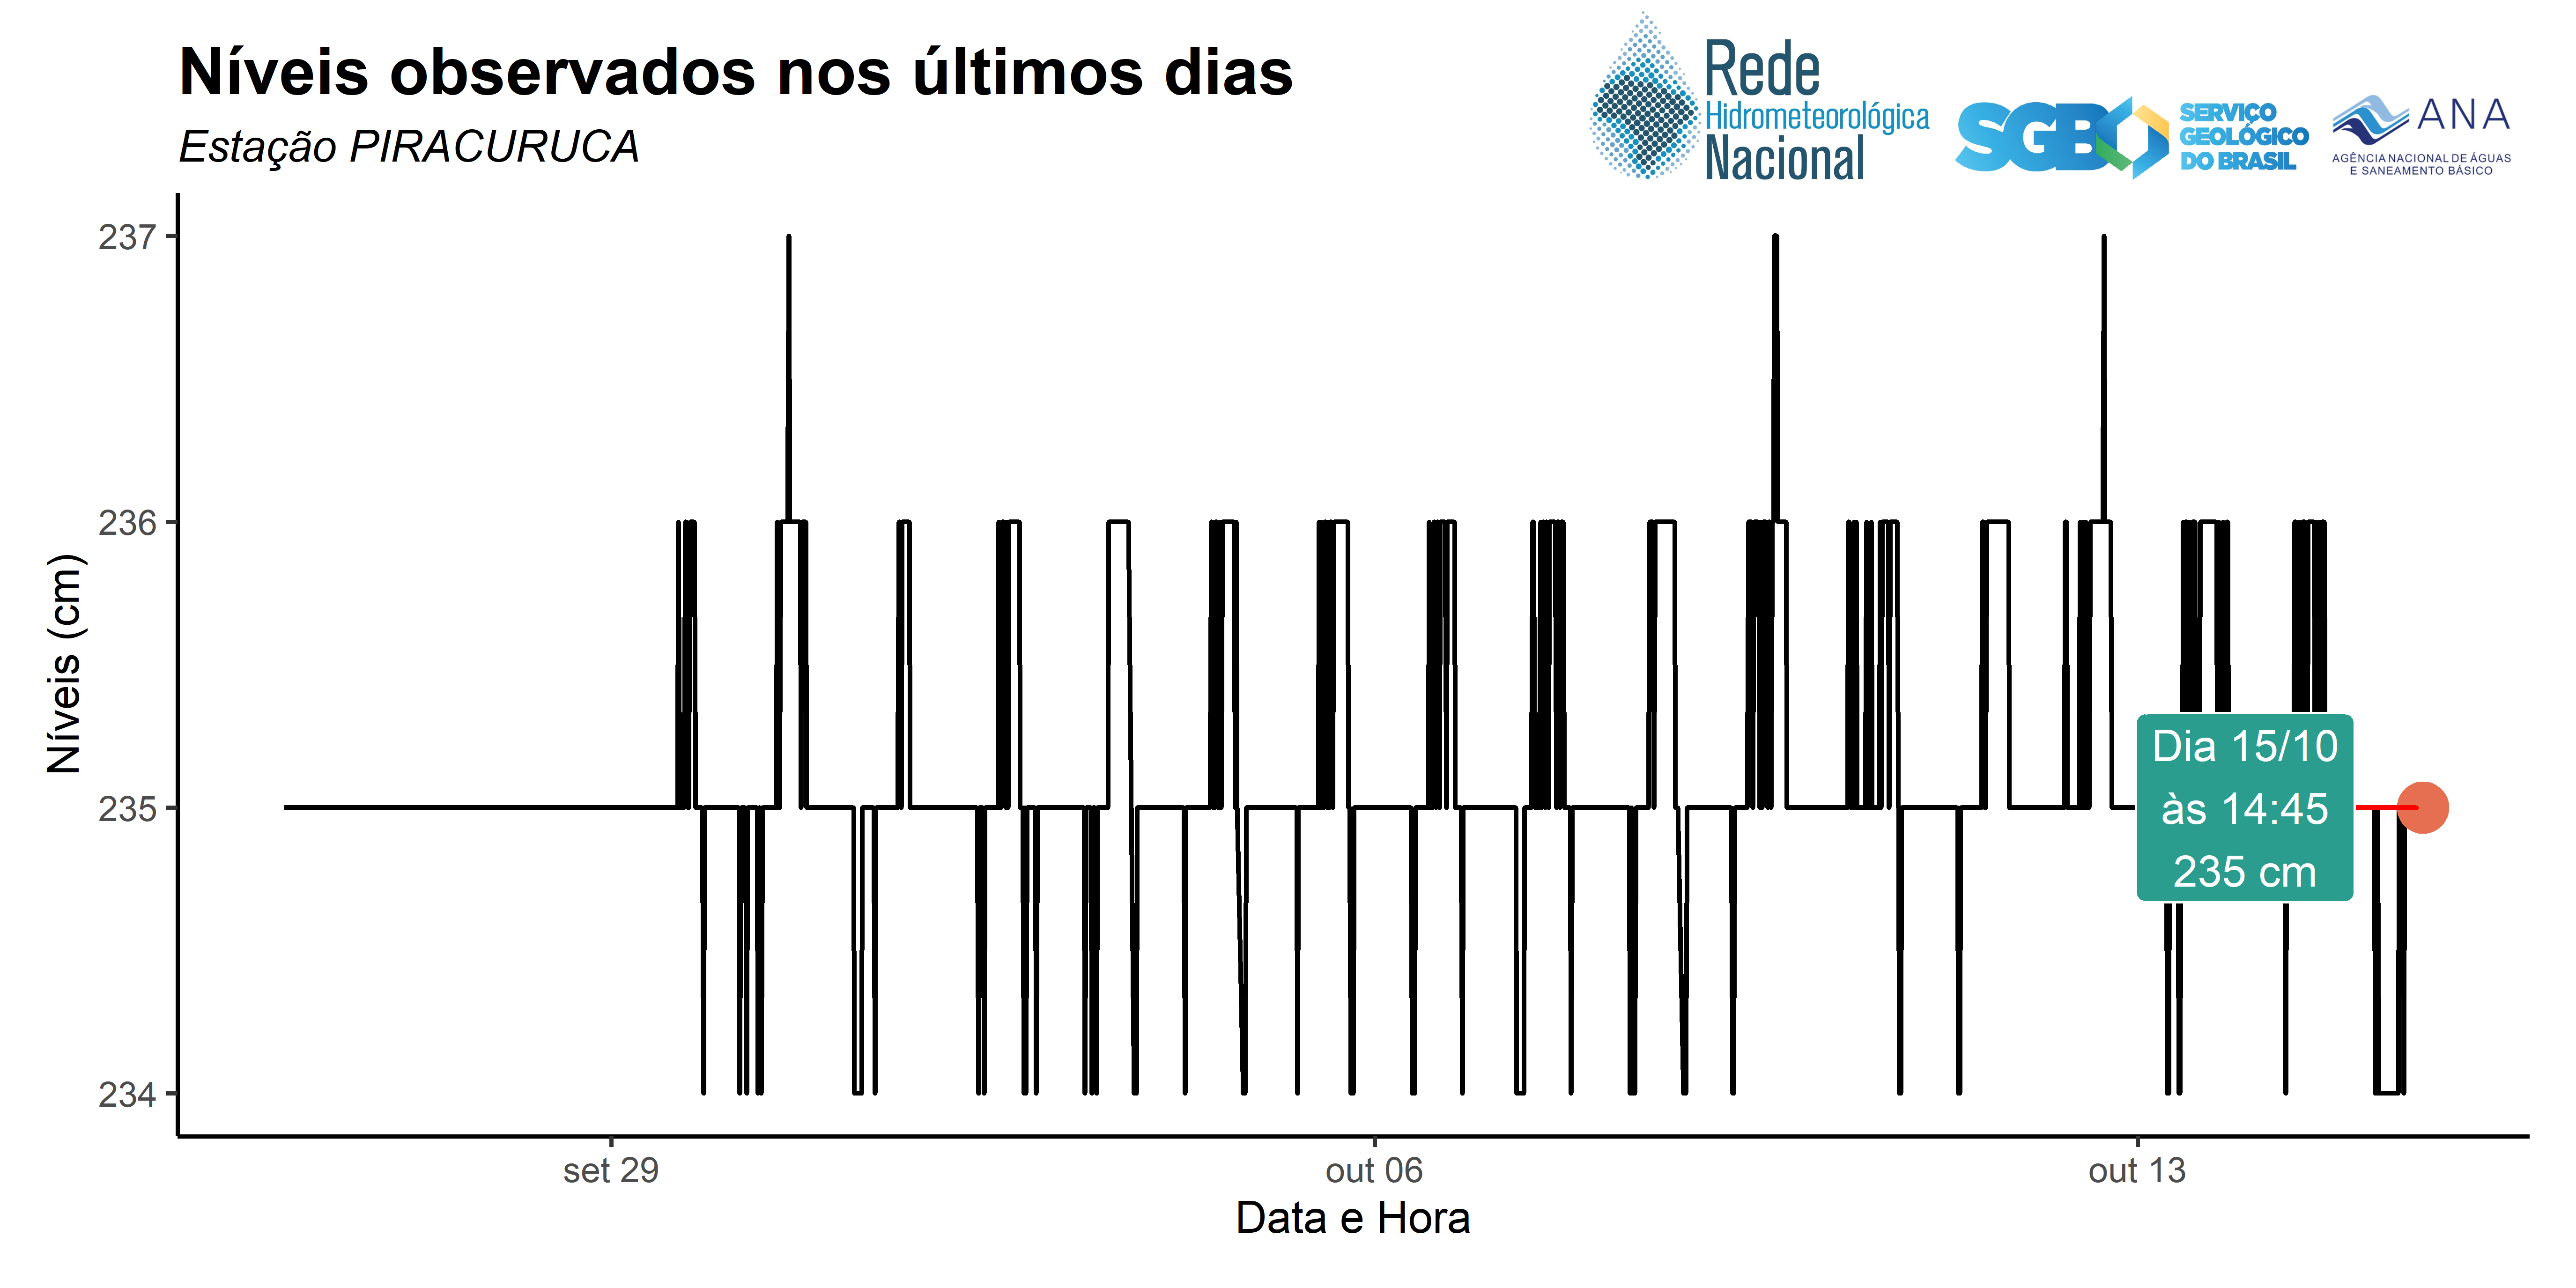 Níveis observados nos últimos dias
Estação PIRACURUCA
Rede
Hidrometeorológica
Nacional
SGB
SERVIÇO
GEOLÓGICO
DO BRASIL
ANA
AGÊNCIA NACIONAL DE ÁGUAS
E SANEAMENTO BÁSICO
237
236
235
234
Níveis (cm)
Dia 15/10
às 14:45
235 cm
set 29
out 06
out 13
Data e Hora